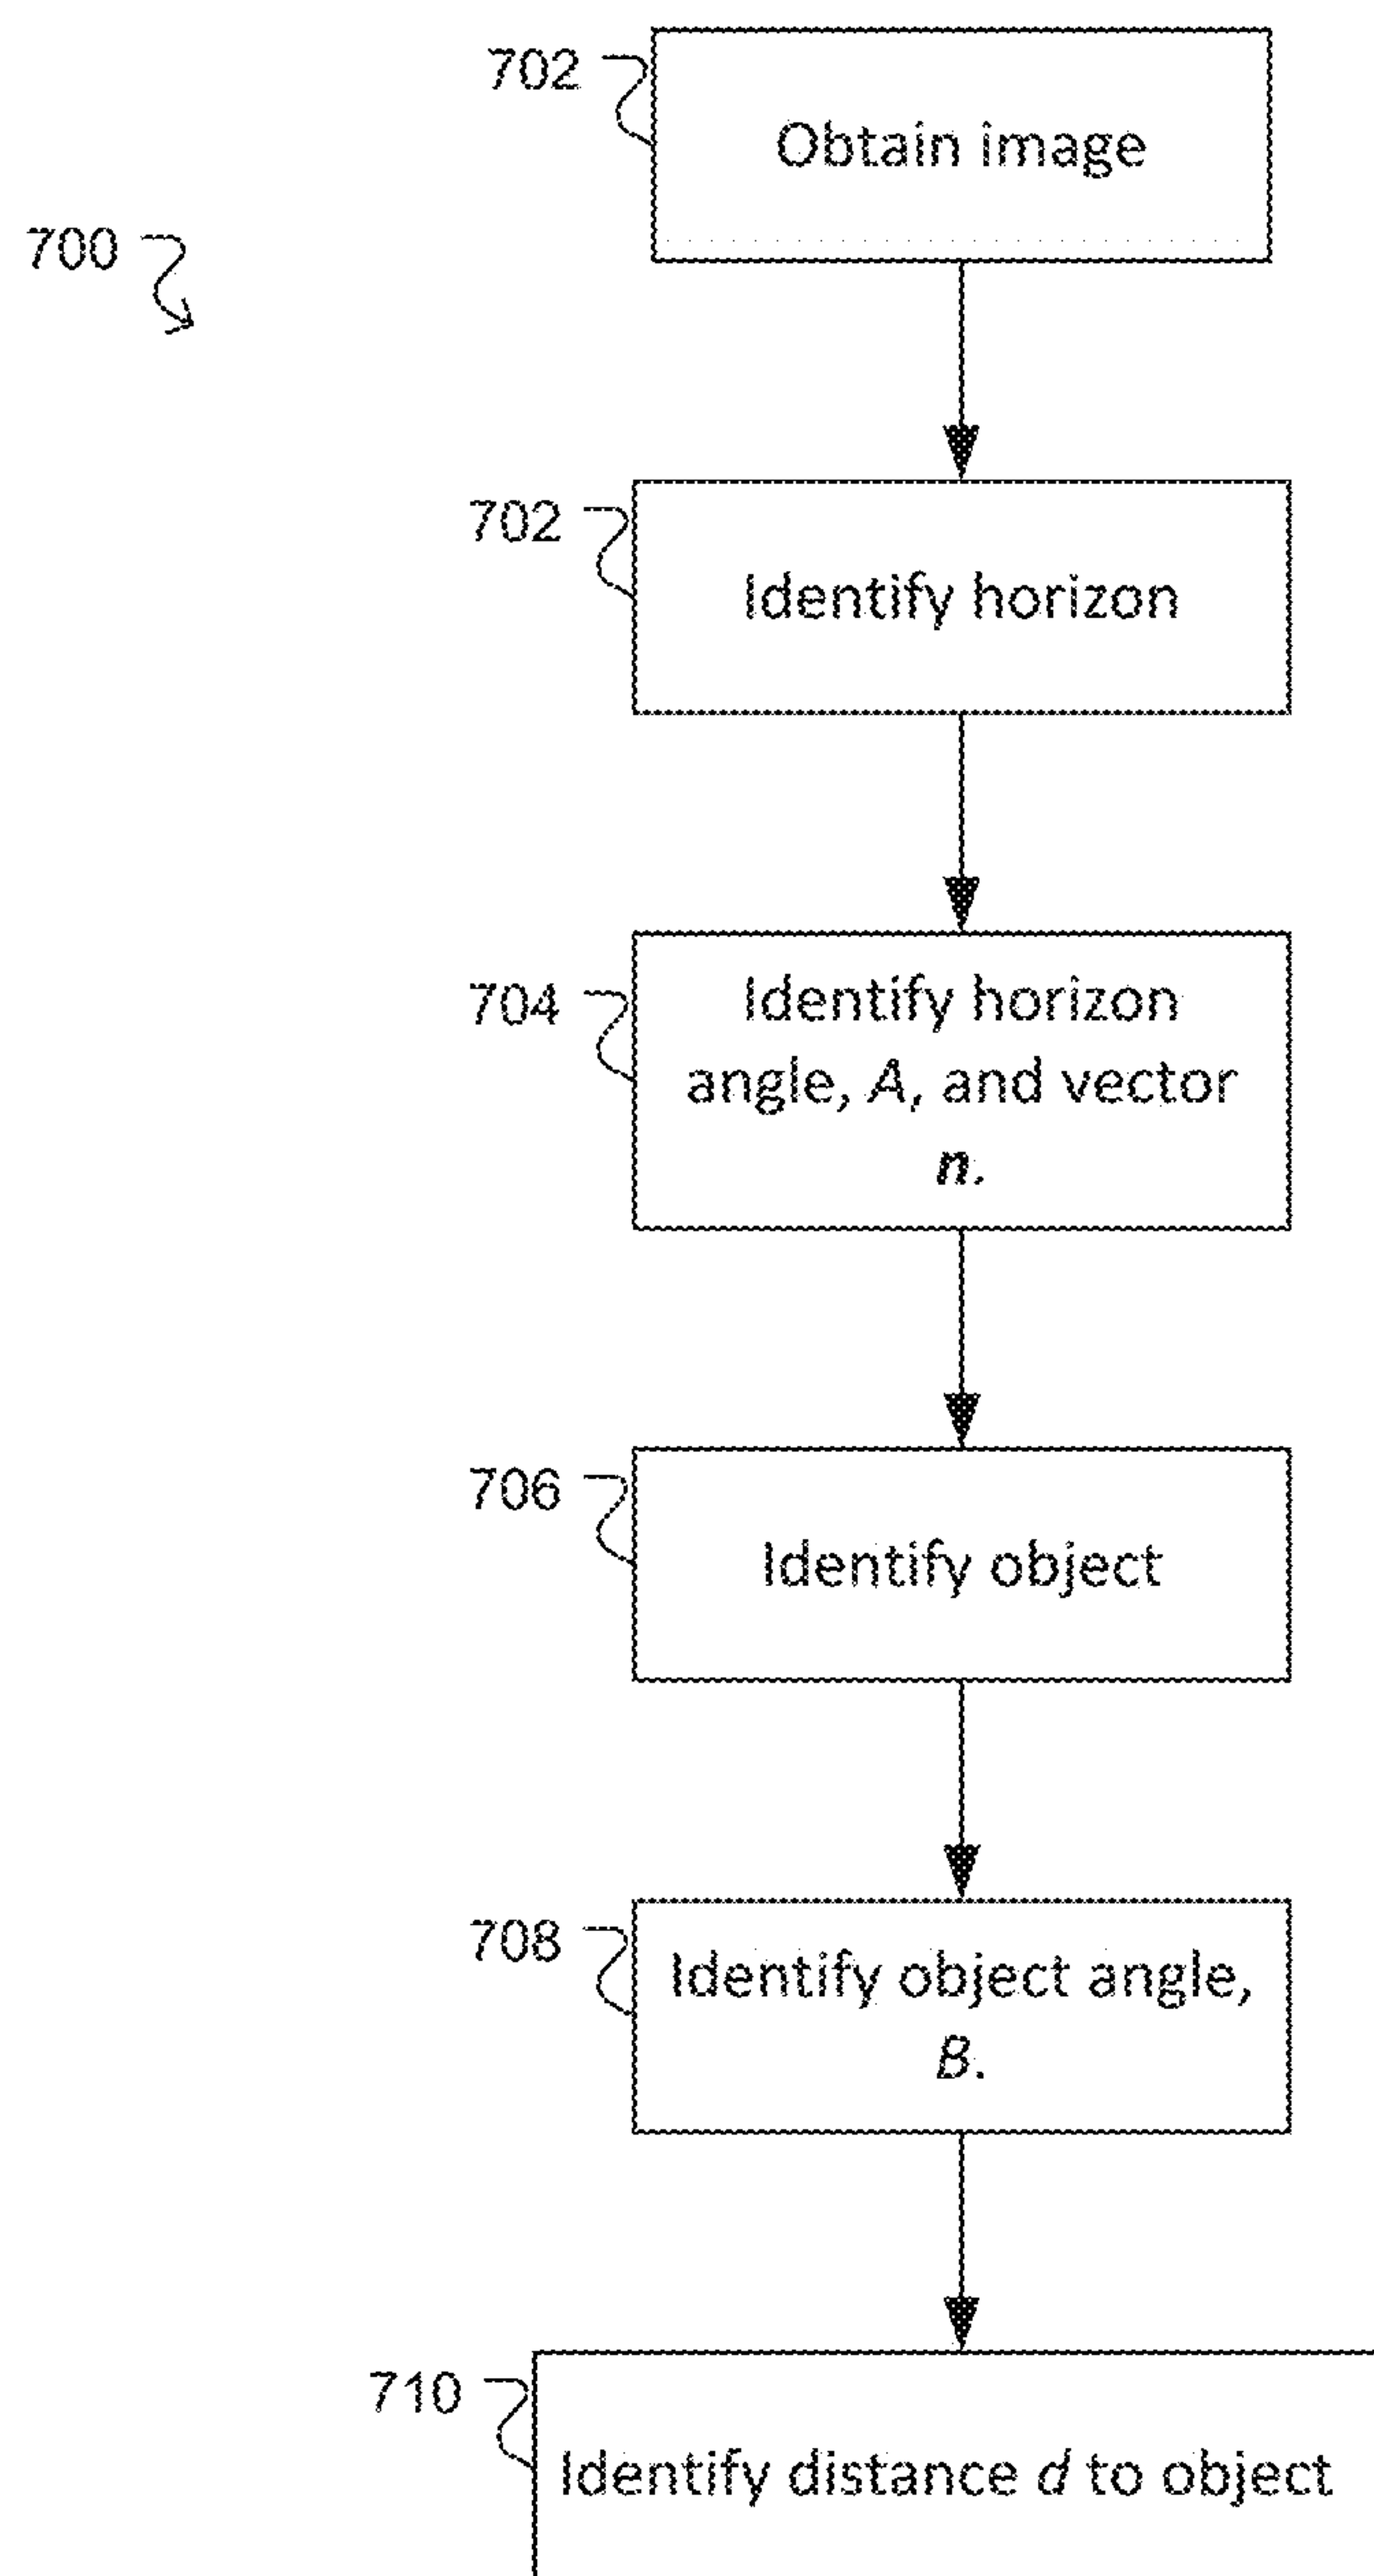 702
Obtain image
700
702
Identify horizon
704
Identify horizon
angle, A, and vector
n.
706
Identify object
708
Identify object angle,
B.
710
Identify distance d to object